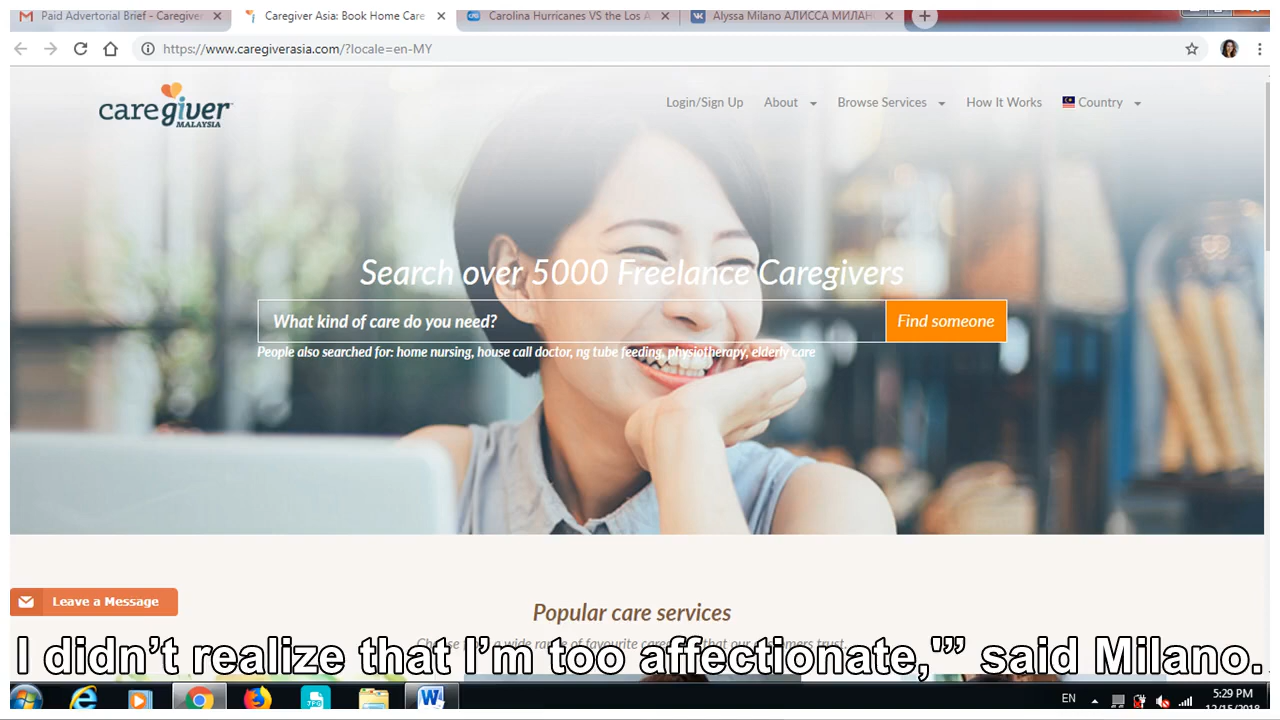 Paid Advertorial Brief - Caregiver
Caregiver Asia: Book Home Care
Carolina Hurricanes VS the Los A
Alyssa Milano АЛИССА МИЛАН
https://www.caregiverasia.com/?locale=en-MY
caregiver
MALAYSIA
Login/Sign Up About Browse Services How It Works Country
Search over 5000 Freelance Caregivers
What kind of care do you need? Find someone
People also searched for: home nursing, house call doctor, ng tube feeding, physiotherapy, elderly care
Leave a Message
Popular care services
I didn’t realize that I’m too affectionate,'” said Milano.
EN 5:29 PM
12/15/2018